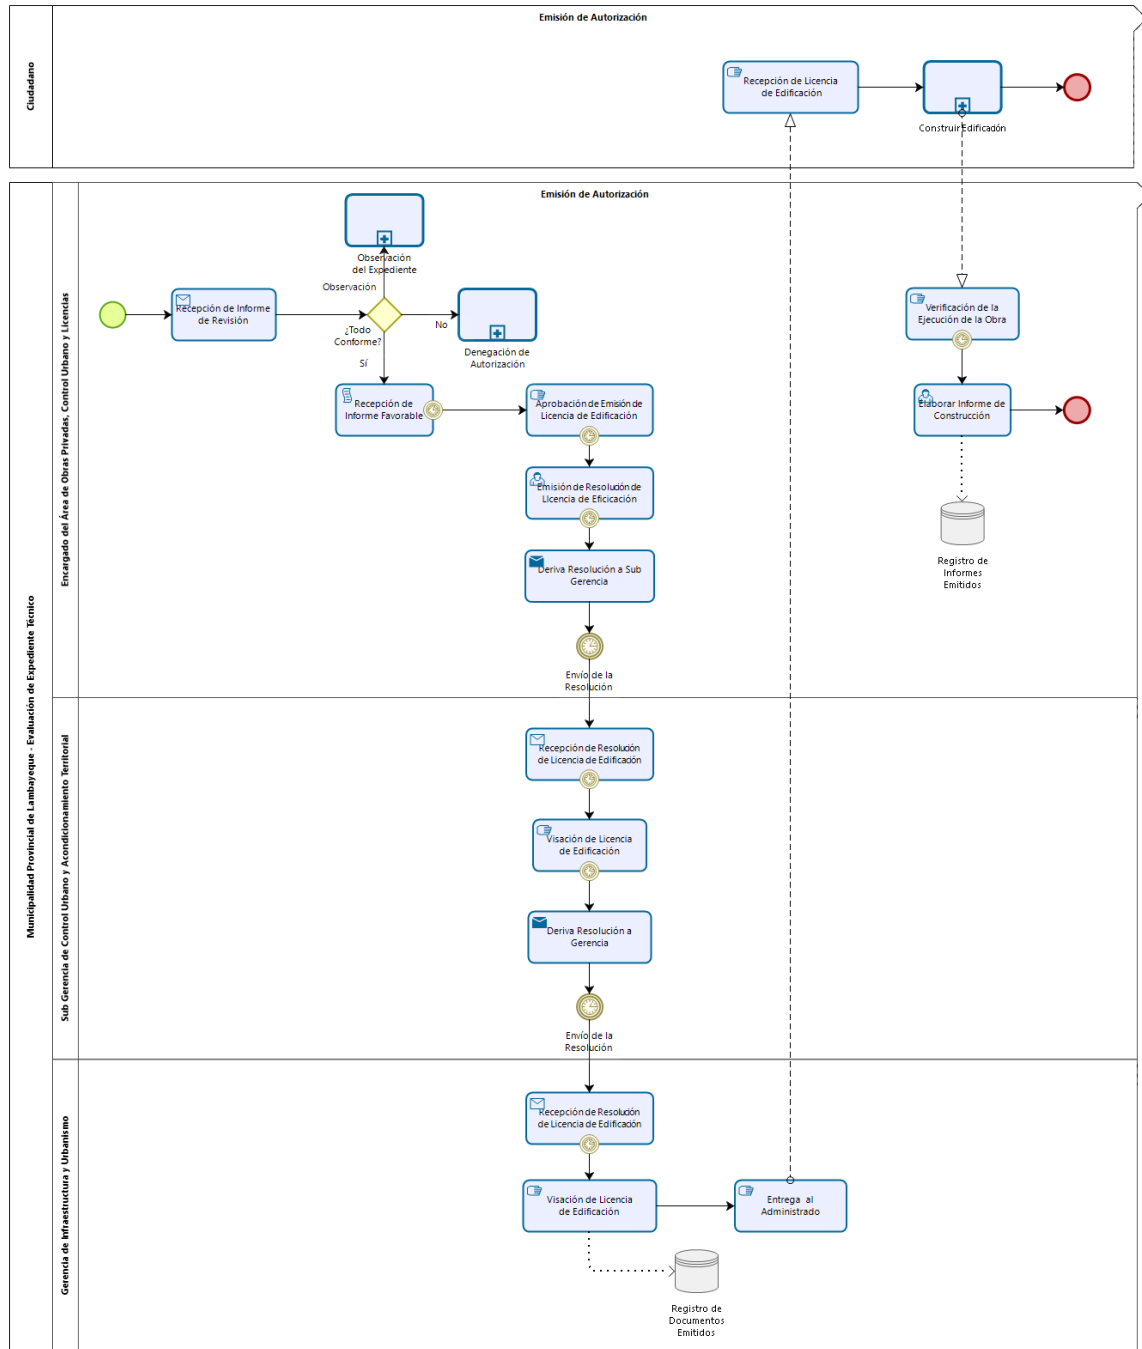 Emisión de Autorización
Ciudadano
Recepción de Licencia
de Edificación
Construir Edificación
Municipalidad Provincial de Lambayeque - Evaluación de Expediente Técnico
Emisión de Autorización
Encargado del Área de Obras Privadas, Control Urbano y Licencias
Observación
del Expediente
Observación
Recepción de Informe
de Revisión
¿Todo
Conforme?
No
Denegación de
Autorización
Sí
Recepción de
Informe Favorable
Aprobación de Emisión de
Licencia de Edificación
Emisión de Resolución de
LIcencia de Eficicación
Deriva Resolución a Sub
Gerencia
Envío de la
Resolución
Verificación de la
Ejecución de la Obra
Elaborar Informe de
Construcción
Registro de
Informes
Emitidos
Sub Gerencia de Control Urbano y Acondicionamiento Territorial
Recepción de Resolución
de Licencia de Edificación
Visación de Licencia
de Edificación
Deriva Resolución a
Gerencia
Envío de la
Resolución
Gerencia de Infraestructura y Urbanismo
Recepción de Resolución
de Licencia de Edificación
Visación de Licencia
de Edificación
Entrega al
Administrado
Registro de
Documentos
Emitidos